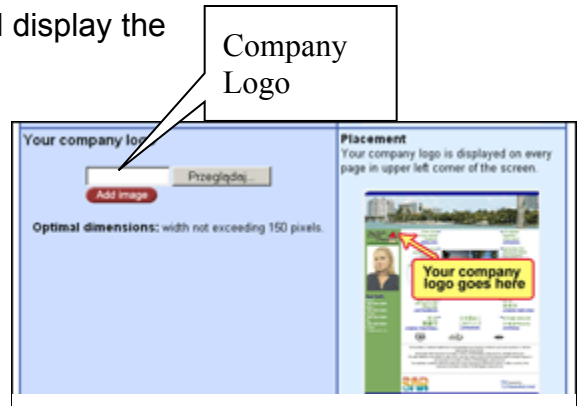 display the
Company
Logo
Your company
Przeglądaj...
Add image
Optimal dimensions: width not exceeding 150 pixels.
Placement
Your company logo is displayed on every
page in upper left corner of the screen.
Your company
logo goes here